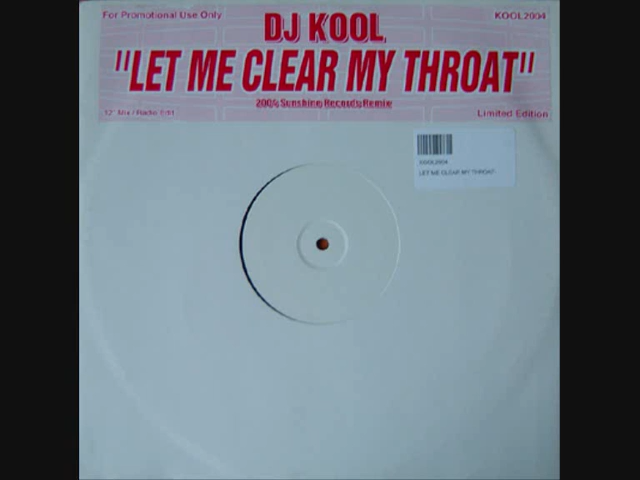 For Promotional Use Only
KOOL2004
DJ KOOL
"LET ME CLEAR MY THROAT"
2004 Sunshine Records Remix
12" Mix / Radio Edit
Limited Edition
KOOL2004
LET ME CLEAR MY THROAT